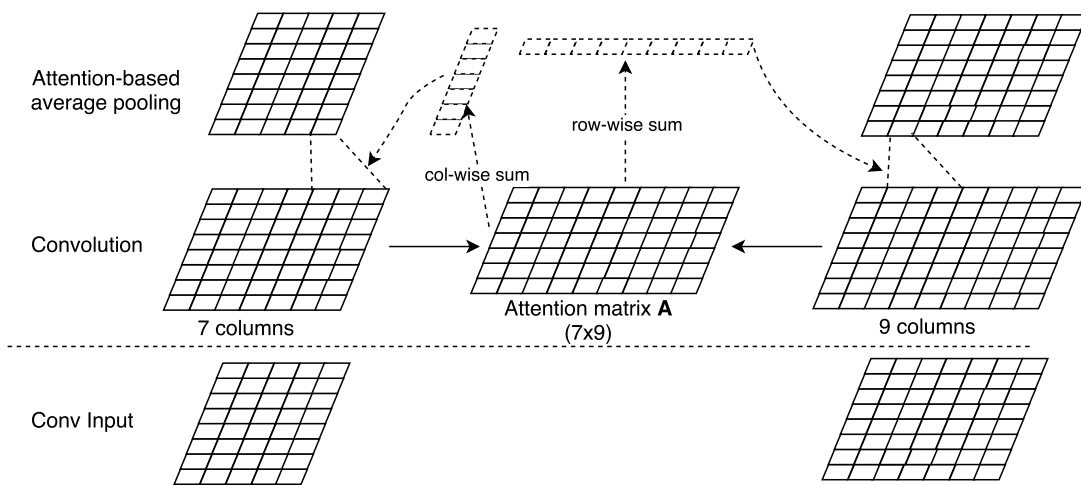 Attention-based
average pooling
row-wise sum
col-wise sum
Convolution
7 columns
Attention matrix A
(7x9)
9 columns
Conv Input